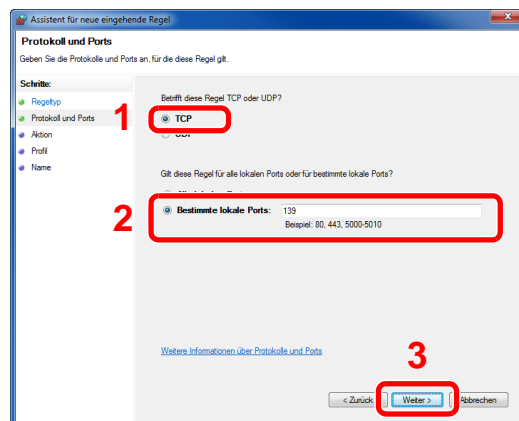 Assistent für neue eingehende Regel
Protokoll und Ports
Geben Sie die Protokolle und Ports an, für die diese Regel gilt.
Schritte:
Regeltyp
Protokoll und Ports
Aktion
Profil
Name
Betrifft diese Regel TCP oder UDP?
1
TCP
UDP
Gilt diese Regel für alle lokalen Ports oder für bestimmte lokale Ports?
2
Bestimmte lokale Ports: 139
Beispiel: 80, 443, 5000-5010
Weitere Informationen über Protokolle und Ports
3
< Zurück
Weiter >
Abbrechen